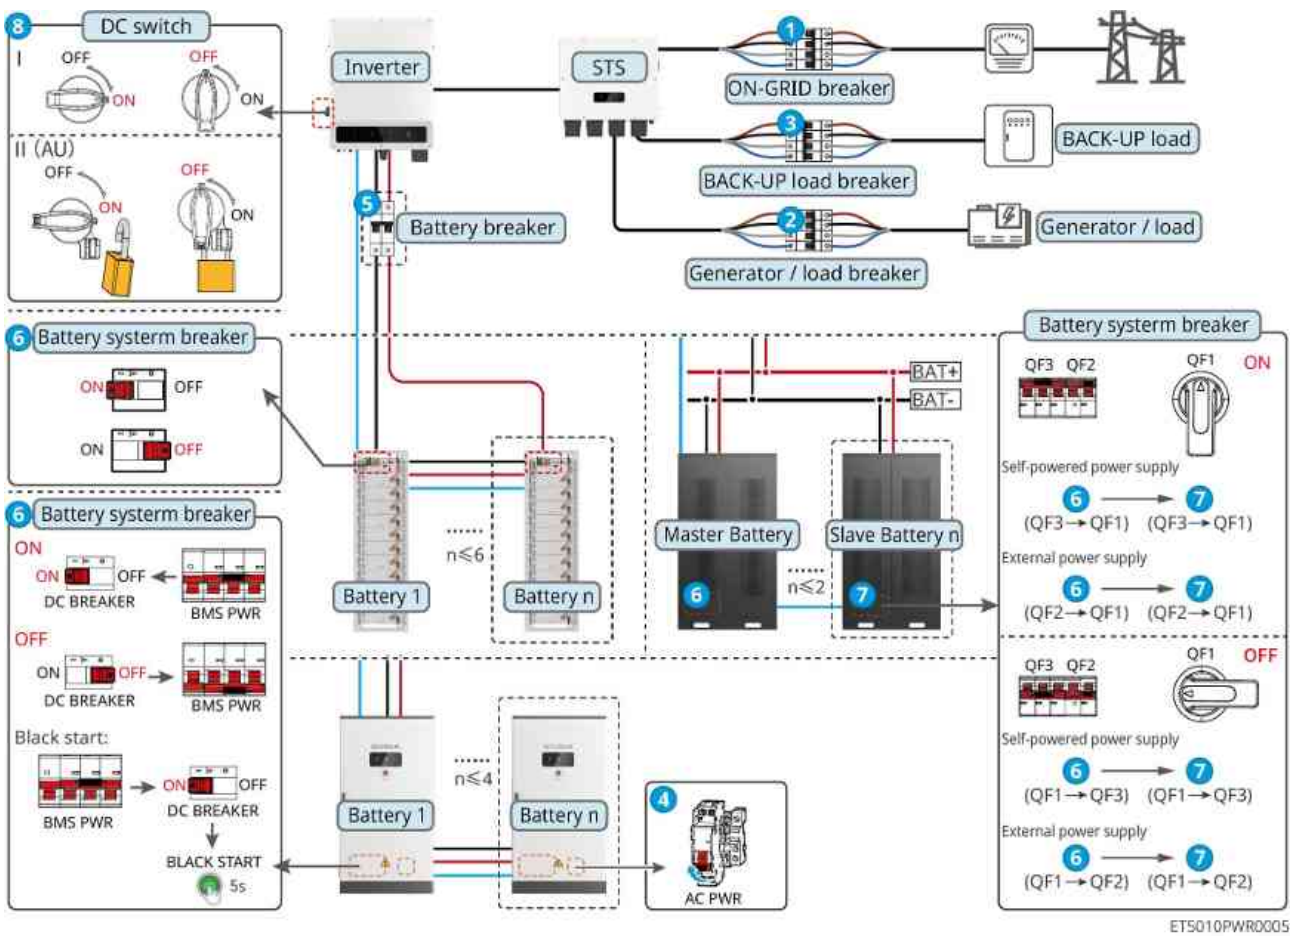 8 DC switch
I
OFF
ON
OFF
ON
II (AU)
OFF
ON
OFF
ON
Inverter
STS
1
ON-GRID breaker
3
BACK-UP load breaker
BACK-UP load
2
Generator / load breaker
Generator / load
5
Battery breaker
6 Battery systerm breaker
ON OFF
ON OFF
6 Battery systerm breaker
ON
ON OFF
DC BREAKER
BMS PWR
OFF
ON OFF
DC BREAKER
BMS PWR
Black start:
BMS PWR
ON OFF
DC BREAKER
BLACK START
5s
Battery 1
......
n≤6
Battery n
BAT+
BAT-
Master Battery
Slave Battery n
......
n≤2
6
7
Battery 1
......
n≤4
Battery n
4
AC PWR
Battery systerm breaker
QF3 QF2
QF1
ON
Self-powered power supply
6 → 7
(QF3→QF1) (QF3→QF1)
External power supply
6 → 7
(QF2→QF1) (QF2→QF1)
QF3 QF2
QF1
OFF
Self-powered power supply
6 → 7
(QF1→QF3) (QF1→QF3)
External power supply
6 → 7
(QF1→QF2) (QF1→QF2)
ET5010PWR0005